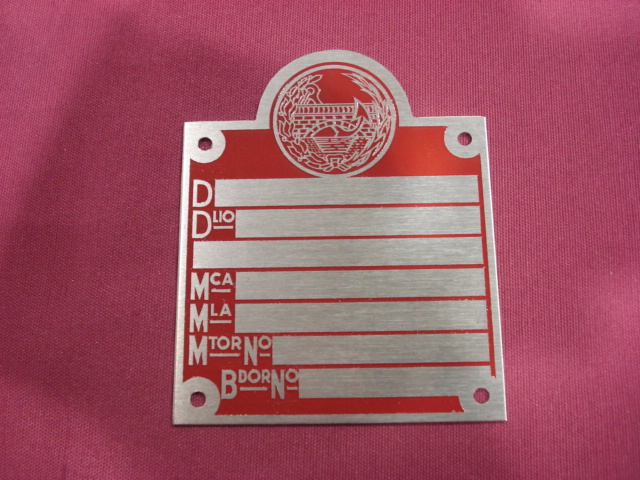 D
DLIO
MCA
MLA
MTOR NO
BDOR NO